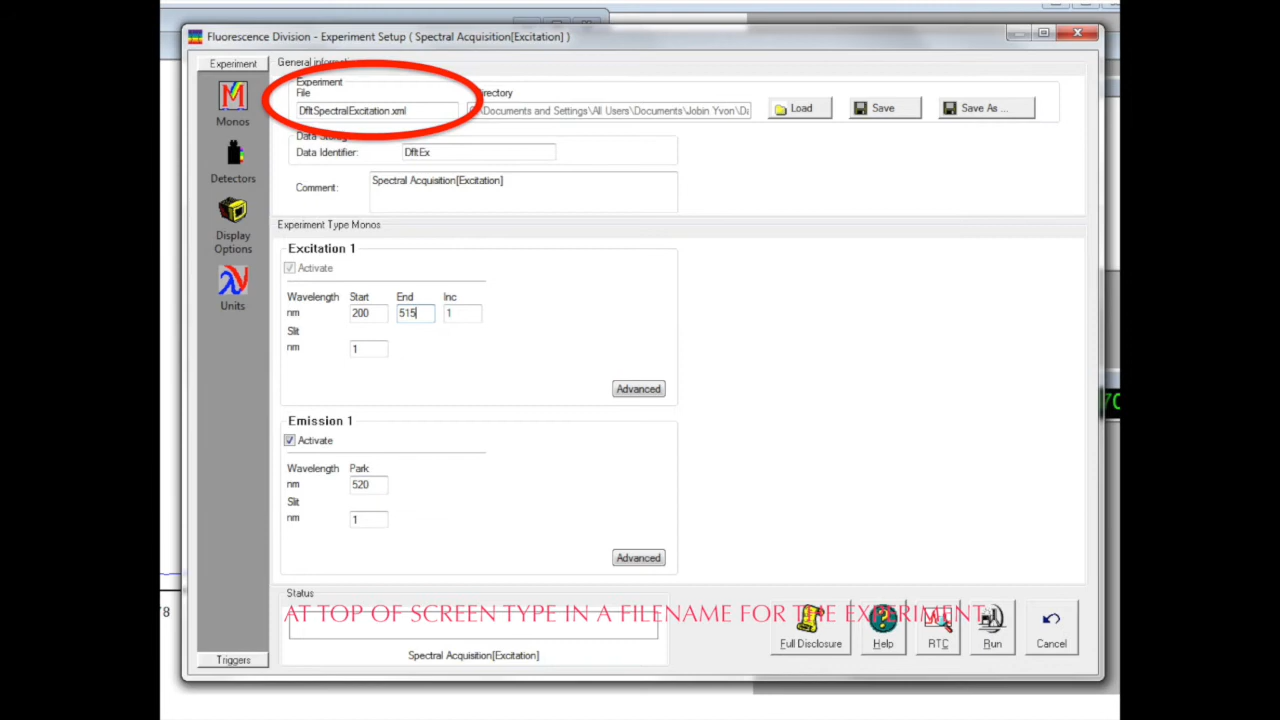 Fluorescence Division - Experiment Setup ( Spectral Acquisition[Excitation] )
Experiment
General
Experiment
File
DfltSpectralExcitation.xml
\Documents and Settings\All Users\Documents\Jobin Yvon\Da
Load
Save
Save As ...
Monos
Data Identifier:
DfltEx
Detectors
Comment:
Spectral Acquisition[Excitation]
Display
Options
Experiment Type Monos
Excitation 1
Activate
Units
Wavelength Start End Inc
nm 200 515 1
Slit
nm 1
Advanced
Emission 1
Activate
Wavelength Park
nm 520
Slit
nm 1
Advanced
Status
AT TOP OF SCREEN TYPE IN A FILENAME FOR THE EXPERIMENT
Full Disclosure
Help
RTC
Run
Cancel
Spectral Acquisition[Excitation]
Triggers